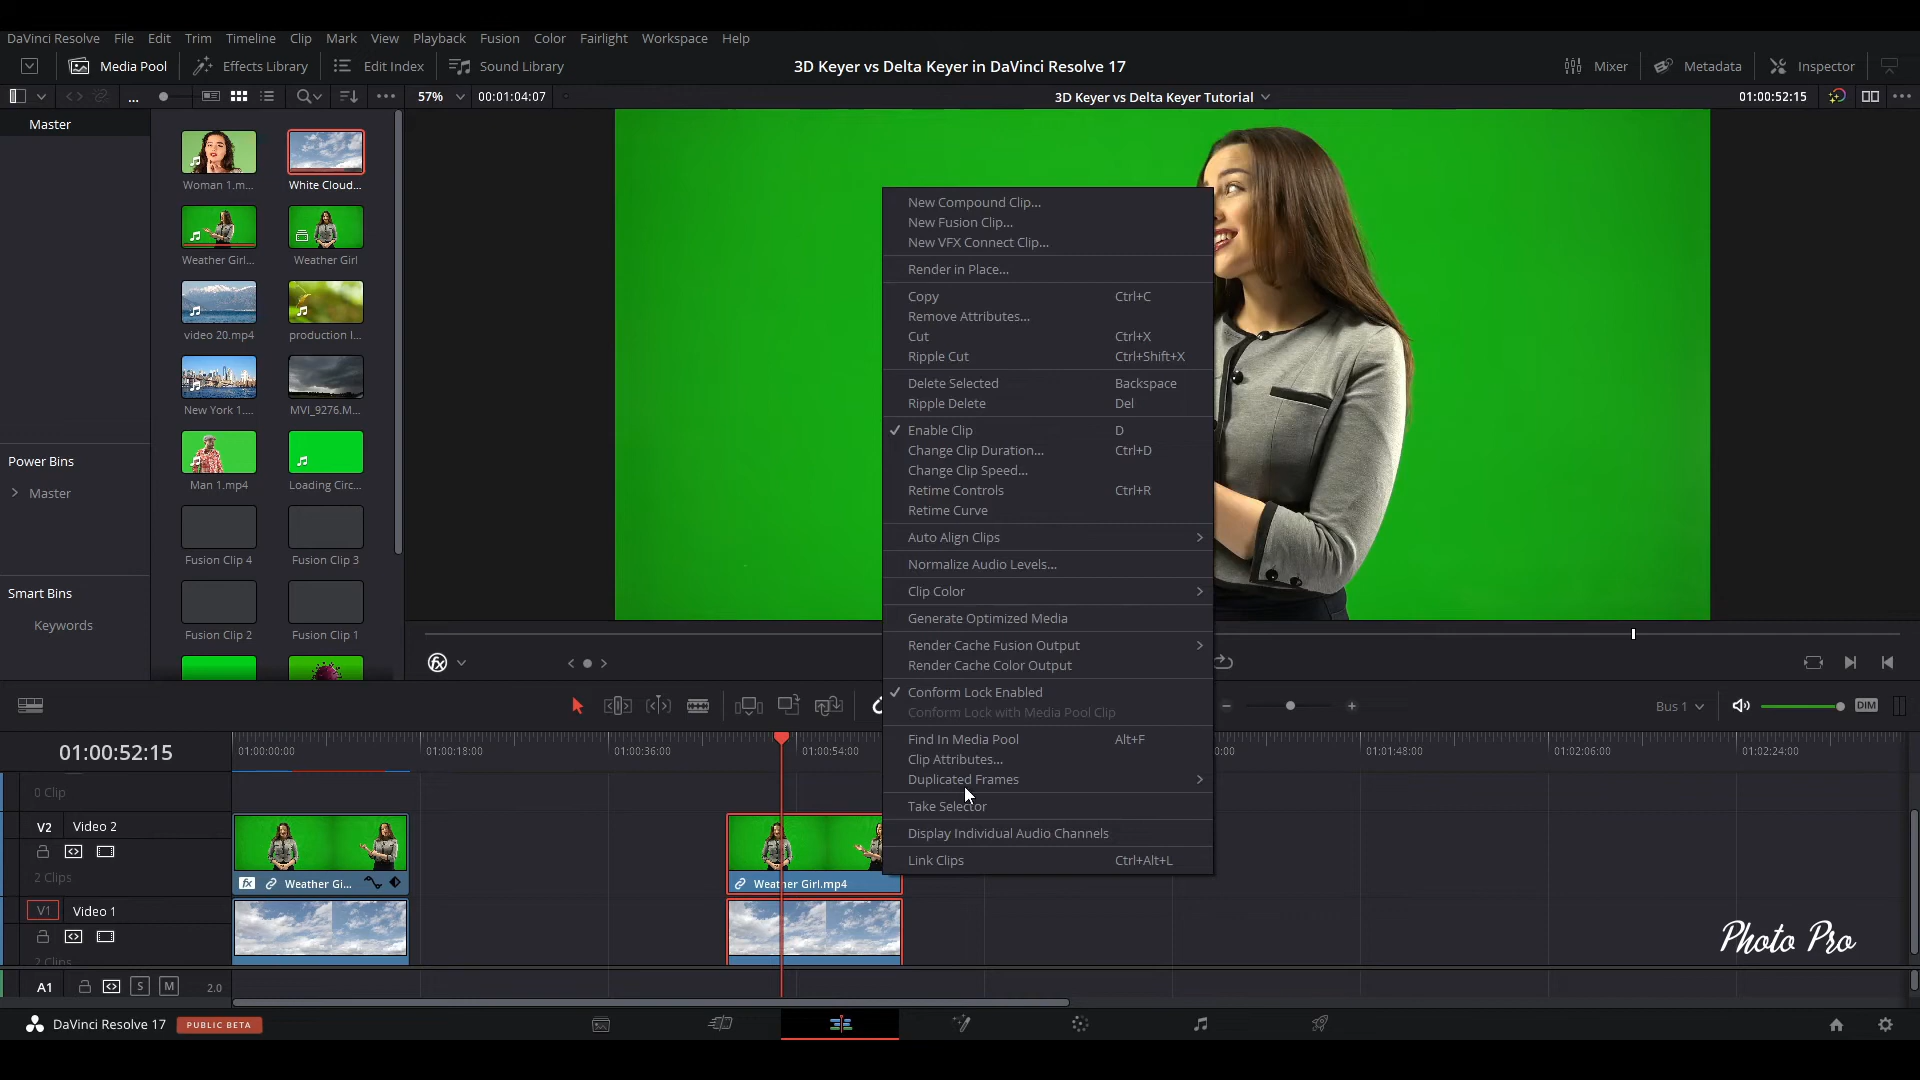 DaVinci Resolve File Edit Trim Timeline Clip Mark View Playback Fusion Color Fairlight Workspace Help
Media Pool Effects Library Edit Index Sound Library 3D Keyer vs Delta Keyer in DaVinci Resolve 17 Mixer Metadata Inspector
... 57% 00:01:04:07 3D Keyer vs Delta Keyer Tutorial 01:00:52:15
Master
Woman 1.m... White Cloud...
Weather Girl... Weather Girl
video 20.mp4 production I...
New York 1.... MVI_9276.M...
Man 1.mp4 Loading Circ...
Fusion Clip 4 Fusion Clip 3
Fusion Clip 2 Fusion Clip 1
Power Bins
Master
Smart Bins
Keywords
New Compound Clip...
New Fusion Clip...
New VFX Connect Clip...
Render in Place...
Copy Ctrl+C
Remove Attributes...
Cut Ctrl+X
Ripple Cut Ctrl+Shift+X
Delete Selected Backspace
Ripple Delete Del
Enable Clip D
Change Clip Duration... Ctrl+D
Change Clip Speed...
Retime Controls Ctrl+R
Retime Curve
Auto Align Clips
Normalize Audio Levels...
Clip Color
Generate Optimized Media
Render Cache Fusion Output
Render Cache Color Output
Conform Lock Enabled
Conform Lock with Media Pool Clip
Find In Media Pool Alt+F
Clip Attributes...
Duplicated Frames
Take Selector
Display Individual Audio Channels
Link Clips Ctrl+Alt+L
fx
Bus 1 DIM
01:00:52:15 01:00:00:00 01:00:18:00 01:00:36:00 01:00:54:00 0:00 01:01:48:00 01:02:06:00 01:02:24:00
0 Clip
V2 Video 2
2 Clips
fx Weather Gi... Weather Girl.mp4
V1 Video 1
2 Clips
A1 S M 2.0
Photo Pro
DaVinci Resolve 17 PUBLIC BETA